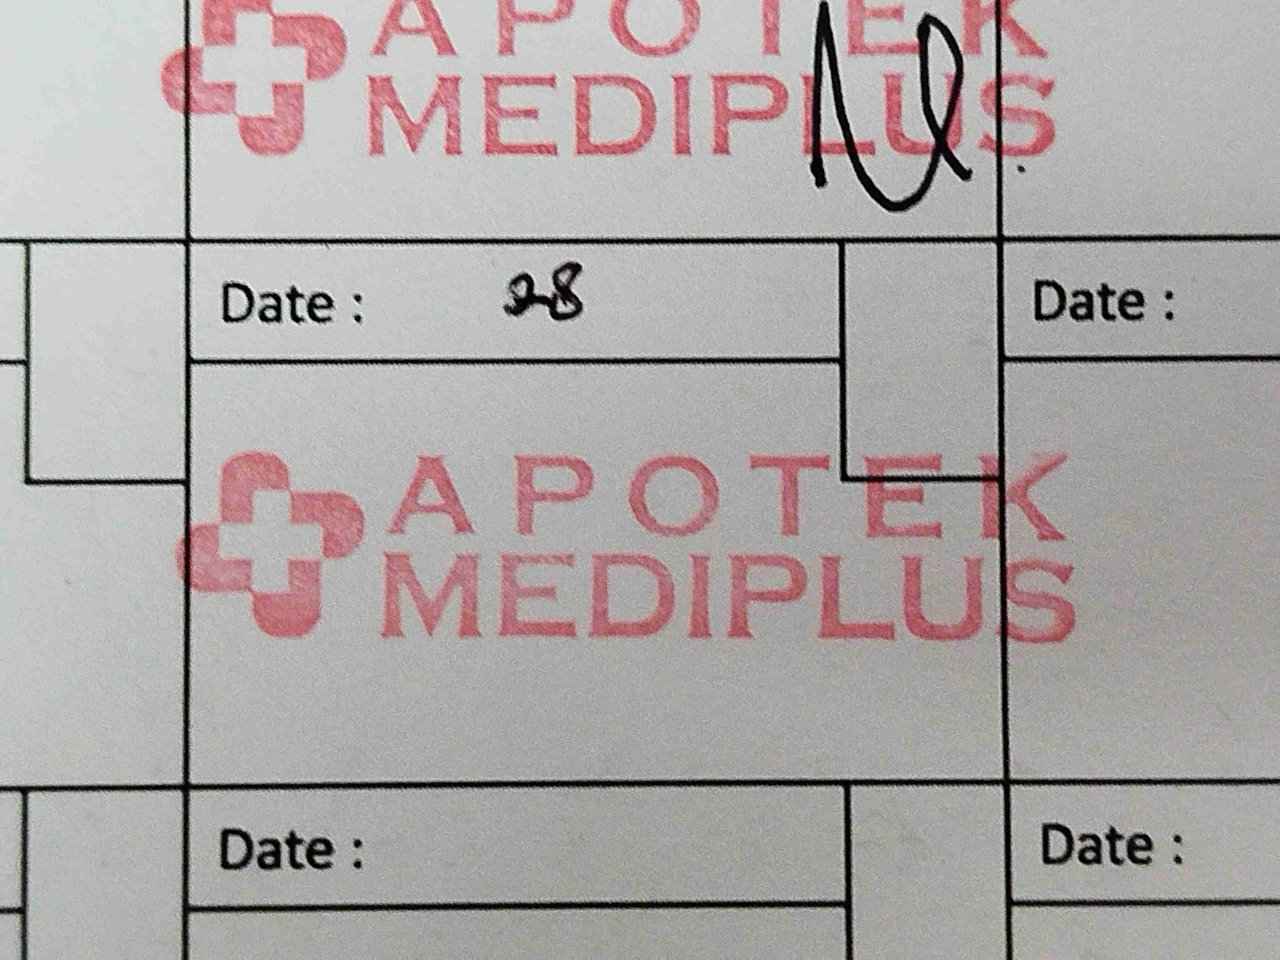 APOTEK
MEDIPLUS
Date : 28
Date :
APOTEK
MEDIPLUS
Date :
Date :